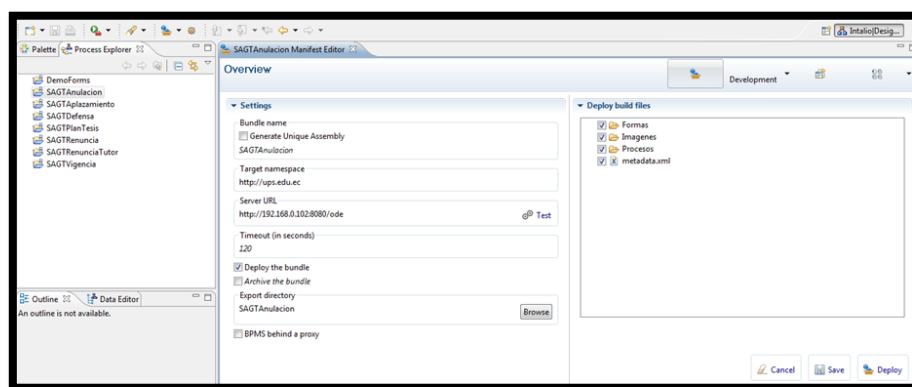 Intalio|Desig...
Palette
Process Explorer
SAGTAnulacion Manifest Editor
DemoForms
SAGTAnulacion
SAGTAplazamiento
SAGTDefensa
SAGTPlanTesis
SAGTRenuncia
SAGTRenunciaTutor
SAGTVigencia
Outline
Data Editor
An outline is not available.
Overview
Development
Settings
Bundle name
Generate Unique Assembly
SAGTAnulacion
Target namespace
http://ups.edu.ec
Server URL
http://192.168.0.102:8080/ode
Test
Timeout (in seconds)
120
Deploy the bundle
Archive the bundle
Export directory
SAGTAnulacion
Browse
BPMS behind a proxy
Deploy build files
Formas
Imagenes
Procesos
metadata.xml
Cancel
Save
Deploy